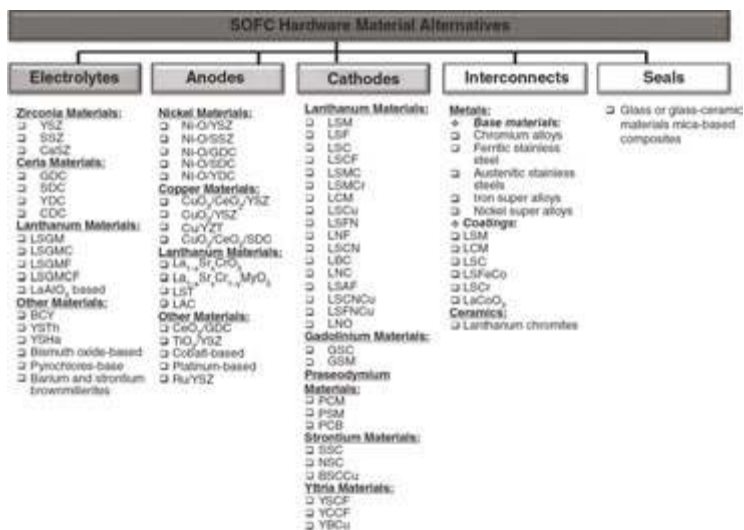 SOFC Hardware Material Alternatives
Electrolytes
Zirconia Materials:
YSZ
SSZ
CaSZ
Ceria Materials:
GDC
SDC
YDC
CDC
Lanthanum Materials:
LSGM
LSGMC
LSGMF
LSGMCF
LaAlO3 based
Other Materials:
BCY
YSTh
YSHa
Bismuth oxide-based
Pyrochlores-base
Barium and strontium
brownmillerites
Anodes
Nickel Materials:
Ni-O/YSZ
Ni-O/SSZ
Ni-O/GDC
Ni-O/SDC
Ni-O/YDC
Copper Materials:
CuO2/CeO2/YSZ
CuO2/YSZ
Cu/YZT
CuO2/CeO2/SDC
Lanthanum Materials:
La1-xSrxCrO3
La1-xSrxCr1-yMyO3
LST
LAC
Other Materials:
CeO2/GDC
TiO2/YSZ
Cobalt-based
Platinum-based
Ru/YSZ
Cathodes
Lanthanum Materials:
LSM
LSF
LSC
LSCF
LSMC
LSMCr
LCM
LSCu
LSFN
LNF
LSCN
LBC
LNC
LSAF
LSCNCu
LSFNCu
LNO
Gadolinium Materials:
GSC
GSM
Praseodymium
Materials:
PCM
PSM
PCB
Strontium Materials:
SSC
NSC
BSCCu
Yttria Materials:
YSCF
YCCF
YBCu
Interconnects
Metals:
Base materials:
Chromium alloys
Ferritic stainless
steel
Austenitic stainless
steels
Iron super alloys
Nickel super alloys
Coatings:
LSM
LCM
LSC
LSFeCo
LSCr
LaCoO3
Ceramics:
Lanthanum chromites
Seals
Glass or glass-ceramic
materials mica-based
composites